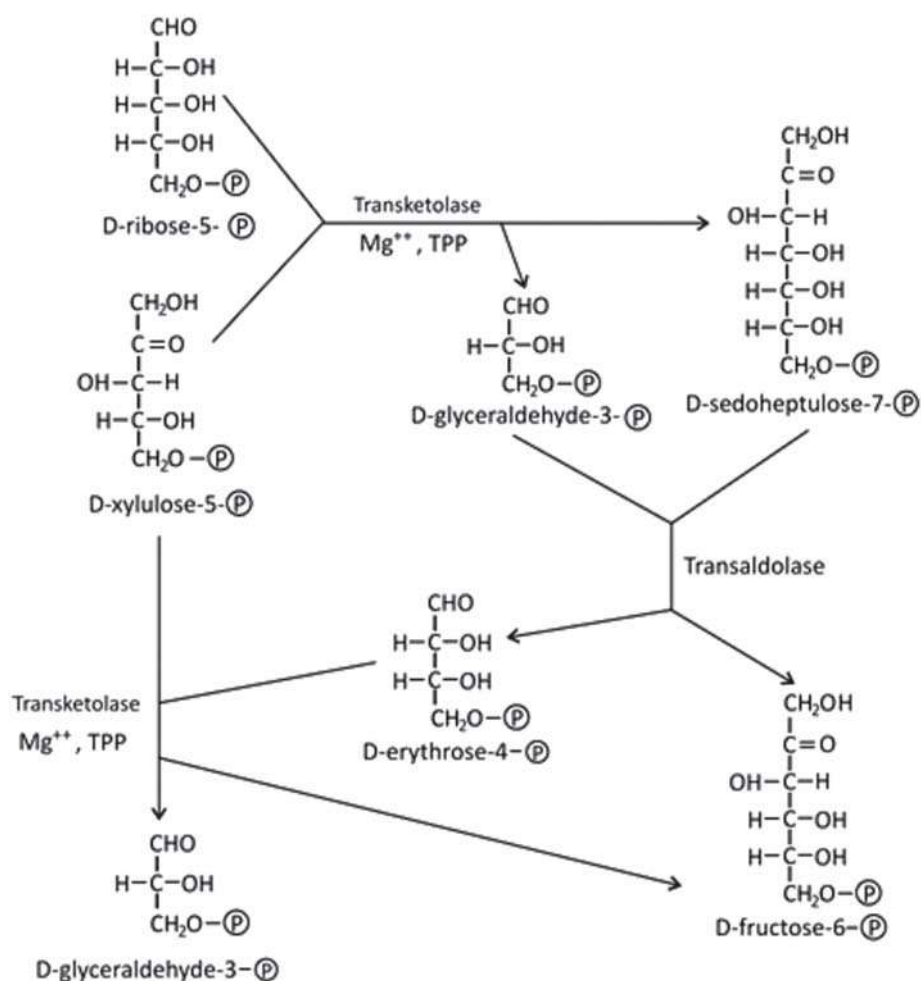 CHO
H–C–OH
H–C–OH
H–C–OH
CH₂O–Ⓟ
D-ribose-5- Ⓟ
Transketolase
Mg⁺⁺ , TPP
CH₂OH
C=O
OH–C–H
H–C–OH
H–C–OH
H–C–OH
CH₂O–Ⓟ
D-sedoheptulose-7-Ⓟ
CH₂OH
C=O
OH–C–H
H–C–OH
CH₂O–Ⓟ
D-xylulose-5-Ⓟ
CHO
H–C–OH
CH₂O–Ⓟ
D-glyceraldehyde-3-Ⓟ
Transaldolase
CHO
H–C–OH
H–C–OH
CH₂O–Ⓟ
D-erythrose-4–Ⓟ
Transketolase
Mg⁺⁺ , TPP
CH₂OH
C=O
OH–C–H
H–C–OH
H–C–OH
CH₂O–Ⓟ
D-fructose-6–Ⓟ
CHO
H–C–OH
CH₂O–Ⓟ
D-glyceraldehyde-3–Ⓟ